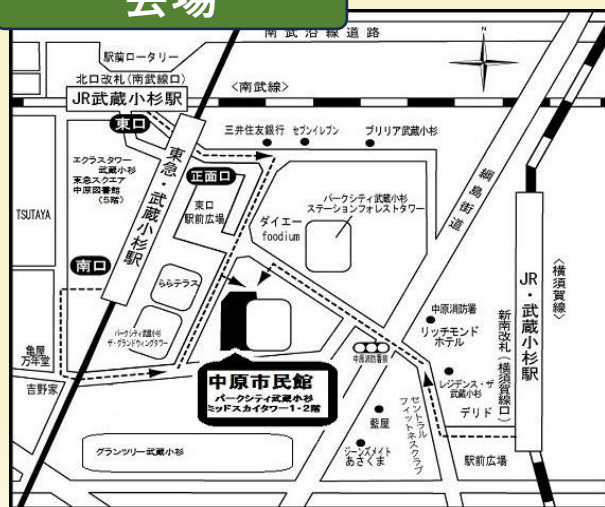 会場
南武沿線道路
駅前ロータリー
北口改札(南武線口)
JR武蔵小杉駅
<南武線>
N
東口
三井住友銀行
セブンイレブン
ブリリア武蔵小杉
エクラスタワー
武蔵小杉
東急スクエア
中原図書館
(5階)
東急・武蔵小杉駅
正面口
東口
駅前広場
ダイエー
foodium
パークシティ武蔵小杉
ステーションフォレストタワー
綱島街道
TSUTAYA
南口
ららテラス
パークシティ武蔵小杉
ザ・グランドウイングタワー
JR・武蔵小杉駅
<横須賀線>
新南改札(横須賀線口)
中原消防署
リッチモンド
ホテル
中原消防署前
亀屋
万年堂
吉野家
中原市民館
パークシティ武蔵小杉
ミッドスカイタワー1・2階
レジデンス・ザ
武蔵小杉
デリド
セントラル
フィットネスクラブ
藍屋
ジーンズメイト
あさくま
グランツリー武蔵小杉
駅前広場